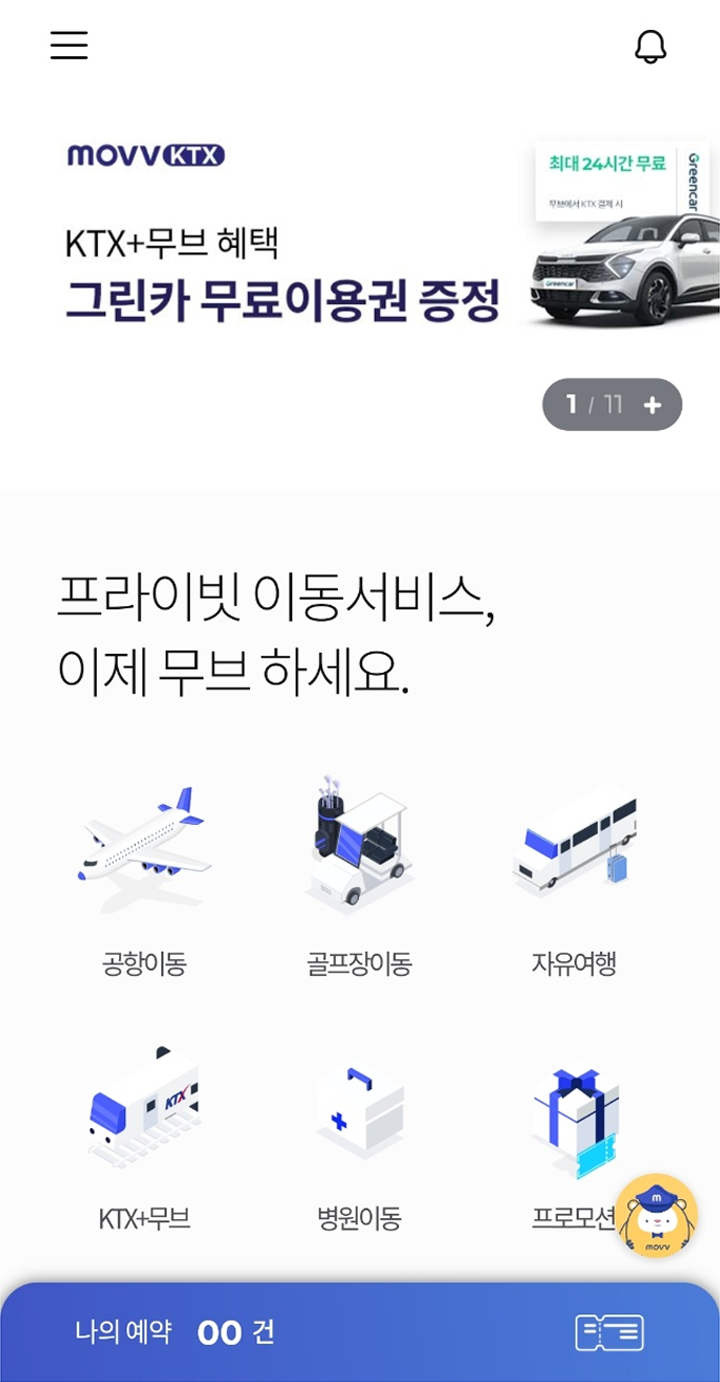 movv KTX
최대 24시간 무료
무브에서 KTX 결제 시
Greencar
KTX+무브 혜택
그린카 무료이용권 증정
Greencar
1 / 11 +
프라이빗 이동서비스,
이제 무브 하세요.
공항이동
골프장이동
자유여행
KTX
KTX+무브
병원이동
프로모션
m
movv
나의 예약 00 건